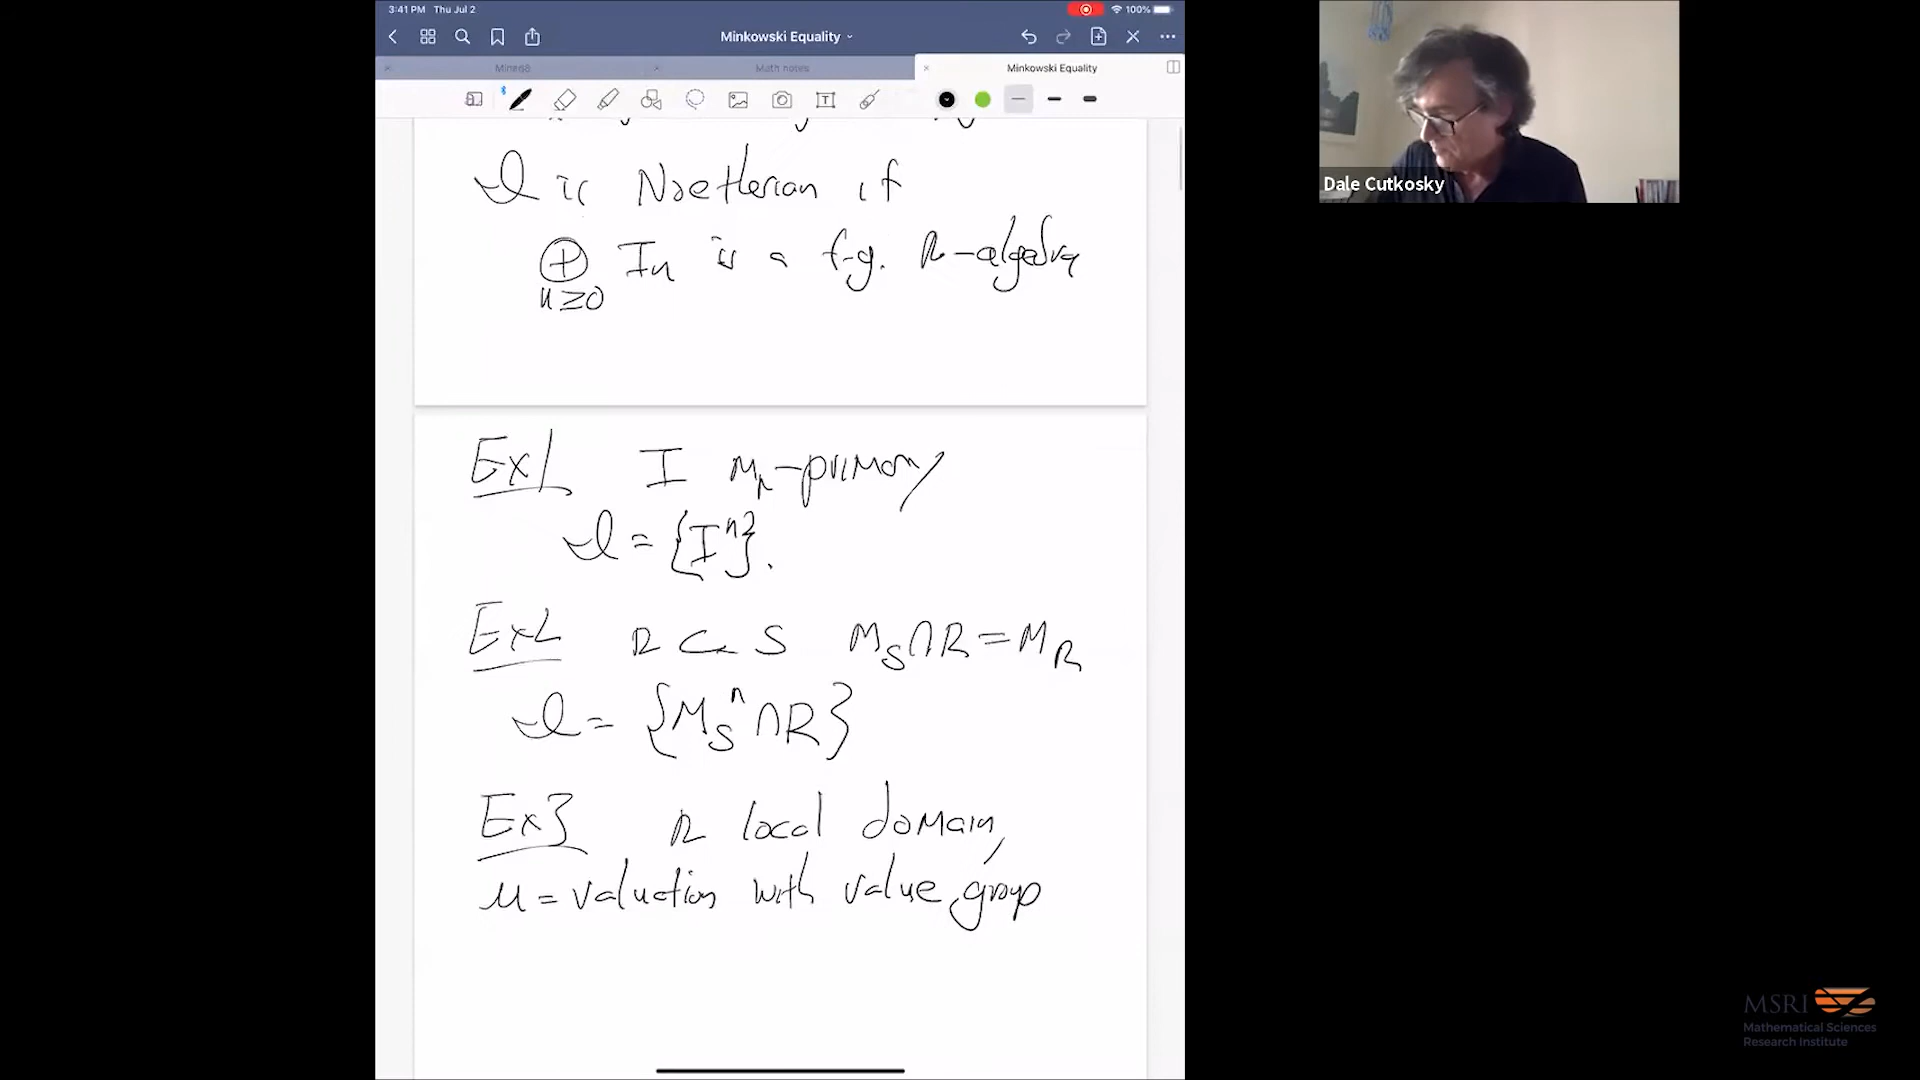 3:41 PM Thu Jul 2
100%
Minkowski Equality
Mine68
Math notes
Minkowski Equality
Dale Cutkosky
I is Noetherian if
⊕ Iₙ is a f.g. R-algebra
n≥0
Ex1 I m_R-primary
I = {Iⁿ}.
Ex2 R ⊂ S m_S∩R = m_R
I = {m_Sⁿ∩R}
Ex3 R local domain,
μ = valuation with value group
MSRI
Mathematical Sciences
Research Institute